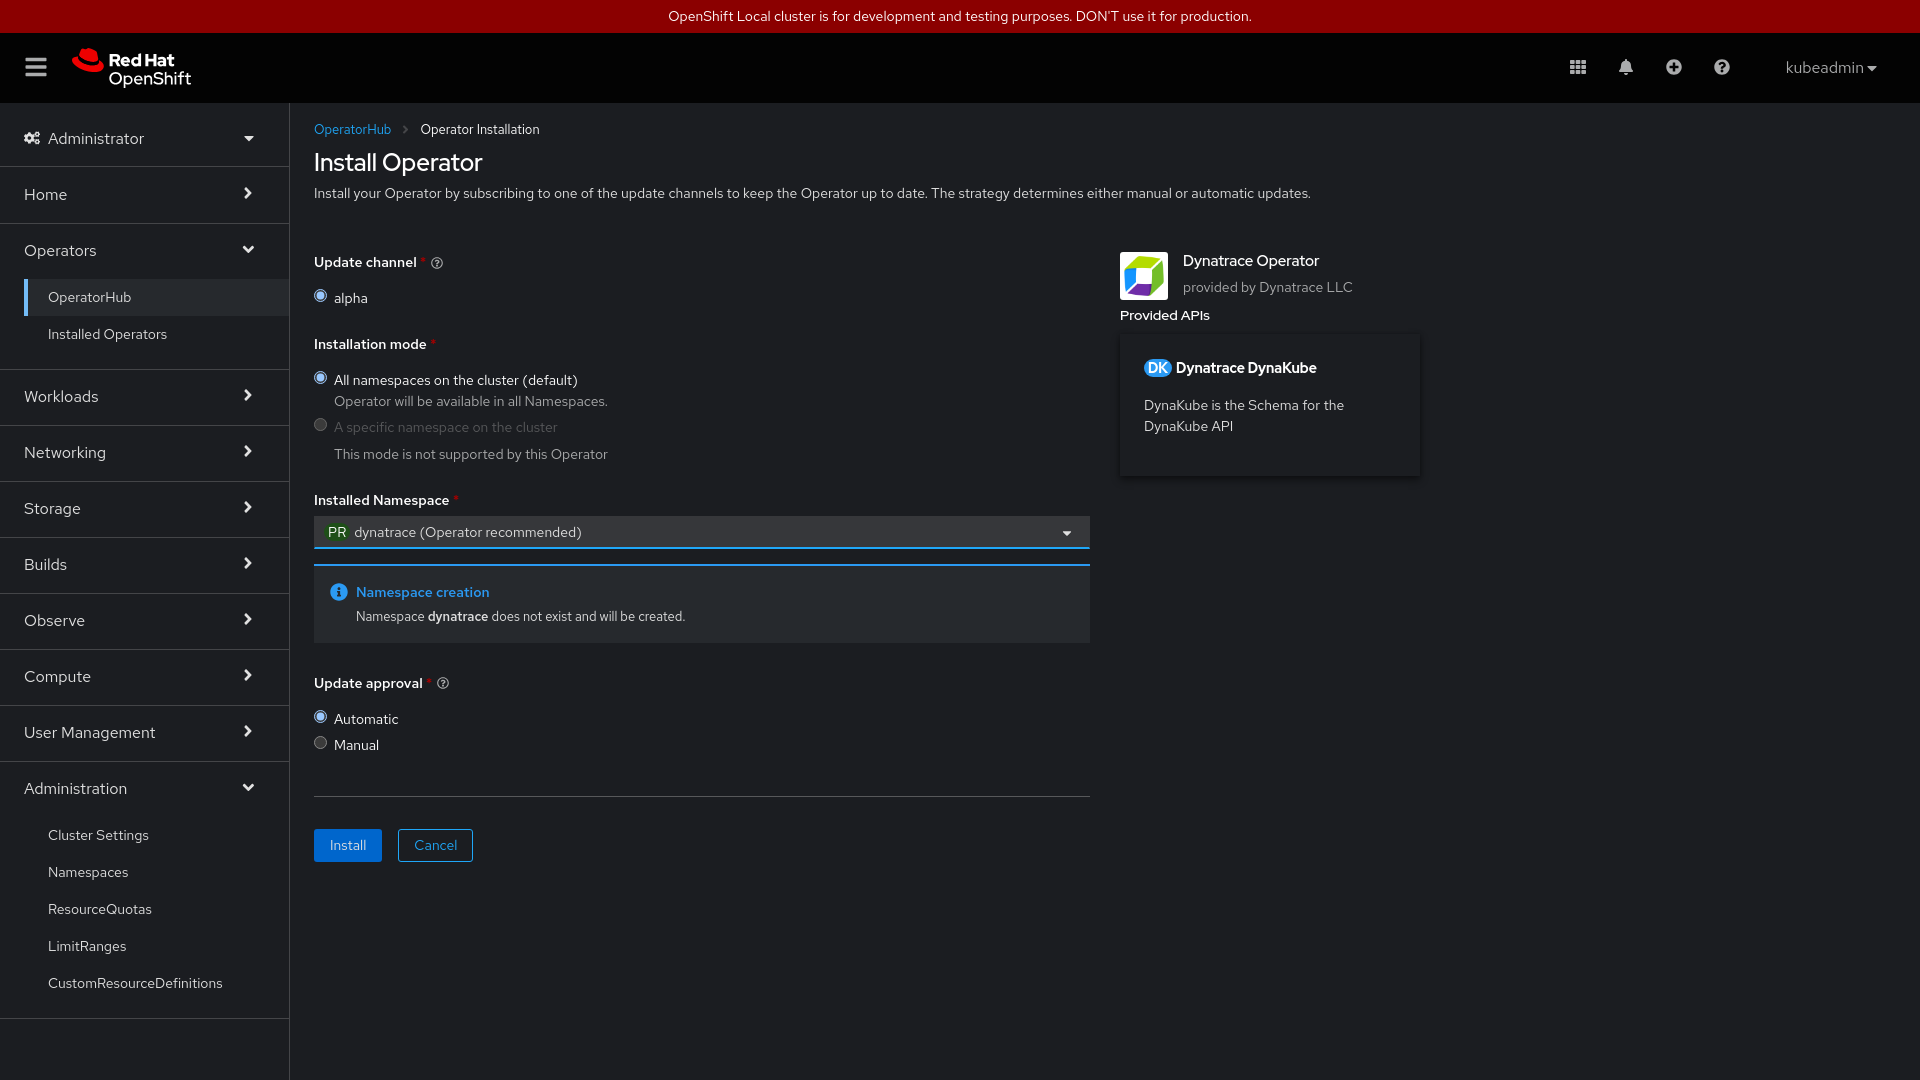 OpenShift Local cluster is for development and testing purposes. DON'T use it for production.
Red Hat
OpenShift
kubeadmin
Administrator
Home
Operators
OperatorHub
Installed Operators
Workloads
Networking
Storage
Builds
Observe
Compute
User Management
Administration
Cluster Settings
Namespaces
ResourceQuotas
LimitRanges
CustomResourceDefinitions
OperatorHub > Operator Installation
Install Operator
Install your Operator by subscribing to one of the update channels to keep the Operator up to date. The strategy determines either manual or automatic updates.
Update channel *
alpha
Installation mode *
All namespaces on the cluster (default)
Operator will be available in all Namespaces.
A specific namespace on the cluster
This mode is not supported by this Operator
Installed Namespace *
PR dynatrace (Operator recommended)
Namespace creation
Namespace dynatrace does not exist and will be created.
Update approval *
Automatic
Manual
Install Cancel
Dynatrace Operator
provided by Dynatrace LLC
Provided APIs
DK Dynatrace DynaKube
DynaKube is the Schema for the
DynaKube API